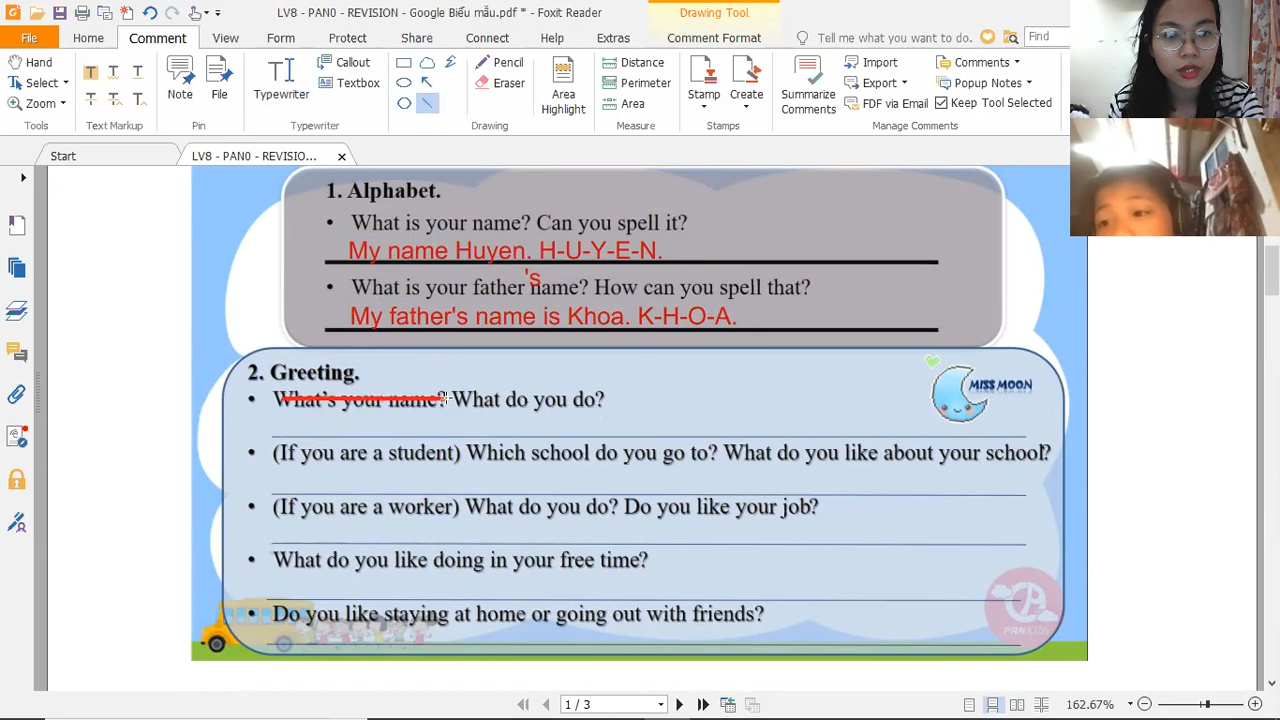 LV8 - PAN0 - REVISION - Google Biểu mẫu.pdf * - Foxit Reader
Drawing Tool
File Home Comment View Form Protect Share Connect Help Extras Comment Format Tell me what you want to do. Find
Hand
Select
Zoom
Tools
Text Markup
Note
File
Pin
Typewriter
Callout
Textbox
Typewriter
Pencil
Eraser
Area
Highlight
Drawing
Distance
Perimeter
Area
Measure
Stamp
Create
Stamps
Summarize
Comments
Import
Export
FDF via Email
Comments
Popup Notes
Keep Tool Selected
Manage Comments
Start
LV8 - PAN0 - REVISIO...
1. Alphabet.
• What is your name? Can you spell it?
My name Huyen. H-U-Y-E-N.
's
• What is your father name? How can you spell that?
My father's name is Khoa. K-H-O-A.
2. Greeting.
MISS MOON
• What's your name? What do you do?
• (If you are a student) Which school do you go to? What do you like about your school?
• (If you are a worker) What do you do? Do you like your job?
• What do you like doing in your free time?
• Do you like staying at home or going out with friends?
PAN KIDS
1 / 3
162.67%